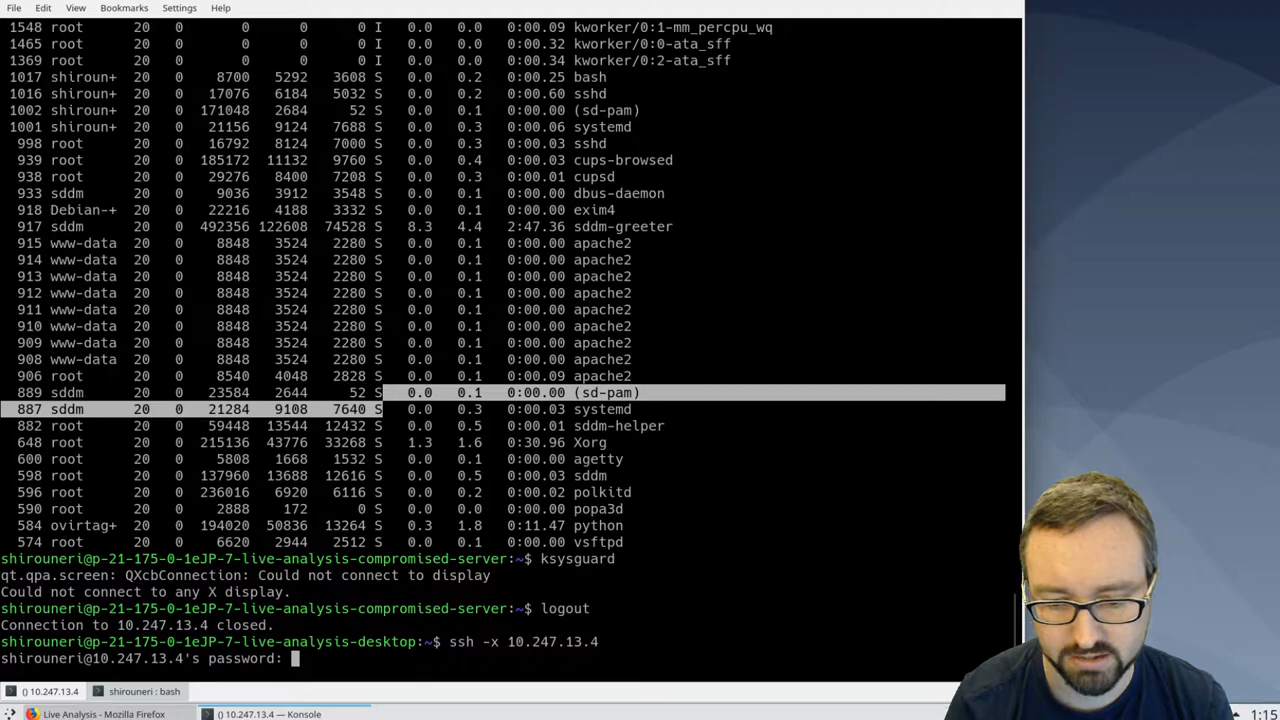 File Edit View Bookmarks Settings Help
1548 root 20 0 0 0 0 I 0.0 0.0 0:00.09 kworker/0:1-mm_percpu_wq
1465 root 20 0 0 0 0 I 0.0 0.0 0:00.32 kworker/0:0-ata_sff
1369 root 20 0 0 0 0 I 0.0 0.0 0:00.34 kworker/0:2-ata_sff
1017 shiroun+ 20 0 8700 5292 3608 S 0.0 0.2 0:00.25 bash
1016 shiroun+ 20 0 17076 6184 5032 S 0.0 0.2 0:00.60 sshd
1002 shiroun+ 20 0 171048 2684 52 S 0.0 0.1 0:00.00 (sd-pam)
1001 shiroun+ 20 0 21156 9124 7688 S 0.0 0.3 0:00.06 systemd
998 root 20 0 16792 8124 7000 S 0.0 0.3 0:00.03 sshd
939 root 20 0 185172 11132 9760 S 0.0 0.4 0:00.03 cups-browsed
938 root 20 0 29276 8400 7208 S 0.0 0.3 0:00.01 cupsd
933 sddm 20 0 9036 3912 3548 S 0.0 0.1 0:00.00 dbus-daemon
918 Debian-+ 20 0 22216 4188 3332 S 0.0 0.1 0:00.00 exim4
917 sddm 20 0 492356 122608 74528 S 8.3 4.4 2:47.36 sddm-greeter
915 www-data 20 0 8848 3524 2280 S 0.0 0.1 0:00.00 apache2
914 www-data 20 0 8848 3524 2280 S 0.0 0.1 0:00.00 apache2
913 www-data 20 0 8848 3524 2280 S 0.0 0.1 0:00.00 apache2
912 www-data 20 0 8848 3524 2280 S 0.0 0.1 0:00.00 apache2
911 www-data 20 0 8848 3524 2280 S 0.0 0.1 0:00.00 apache2
910 www-data 20 0 8848 3524 2280 S 0.0 0.1 0:00.00 apache2
909 www-data 20 0 8848 3524 2280 S 0.0 0.1 0:00.00 apache2
908 www-data 20 0 8848 3524 2280 S 0.0 0.1 0:00.00 apache2
906 root 20 0 8540 4048 2828 S 0.0 0.1 0:00.09 apache2
889 sddm 20 0 23584 2644 52 S 0.0 0.1 0:00.00 (sd-pam)
887 sddm 20 0 21284 9108 7640 S 0.0 0.3 0:00.03 systemd
882 root 20 0 59448 13544 12432 S 0.0 0.5 0:00.01 sddm-helper
648 root 20 0 215136 43776 33268 S 1.3 1.6 0:30.96 Xorg
600 root 20 0 5808 1668 1532 S 0.0 0.1 0:00.00 agetty
598 root 20 0 137960 13688 12616 S 0.0 0.5 0:00.03 sddm
596 root 20 0 236016 6920 6116 S 0.0 0.2 0:00.02 polkitd
590 root 20 0 2888 172 0 S 0.0 0.0 0:00.00 popa3d
584 ovirtag+ 20 0 194020 50836 13264 S 0.3 1.8 0:11.47 python
574 root 20 0 6620 2944 2512 S 0.0 0.1 0:00.00 vsftpd
shirouneri@p-21-175-0-1eJP-7-live-analysis-compromised-server:~$ ksysguard
qt.qpa.screen: QXcbConnection: Could not connect to display
Could not connect to any X display.
shirouneri@p-21-175-0-1eJP-7-live-analysis-compromised-server:~$ logout
Connection to 10.247.13.4 closed.
shirouneri@p-21-175-0-1eJP-7-live-analysis-desktop:~$ ssh -x 10.247.13.4
shirouneri@10.247.13.4's password:
() 10.247.13.4 shirouneri : bash
Live Analysis - Mozilla Firefox () 10.247.13.4 — Konsole 1:15